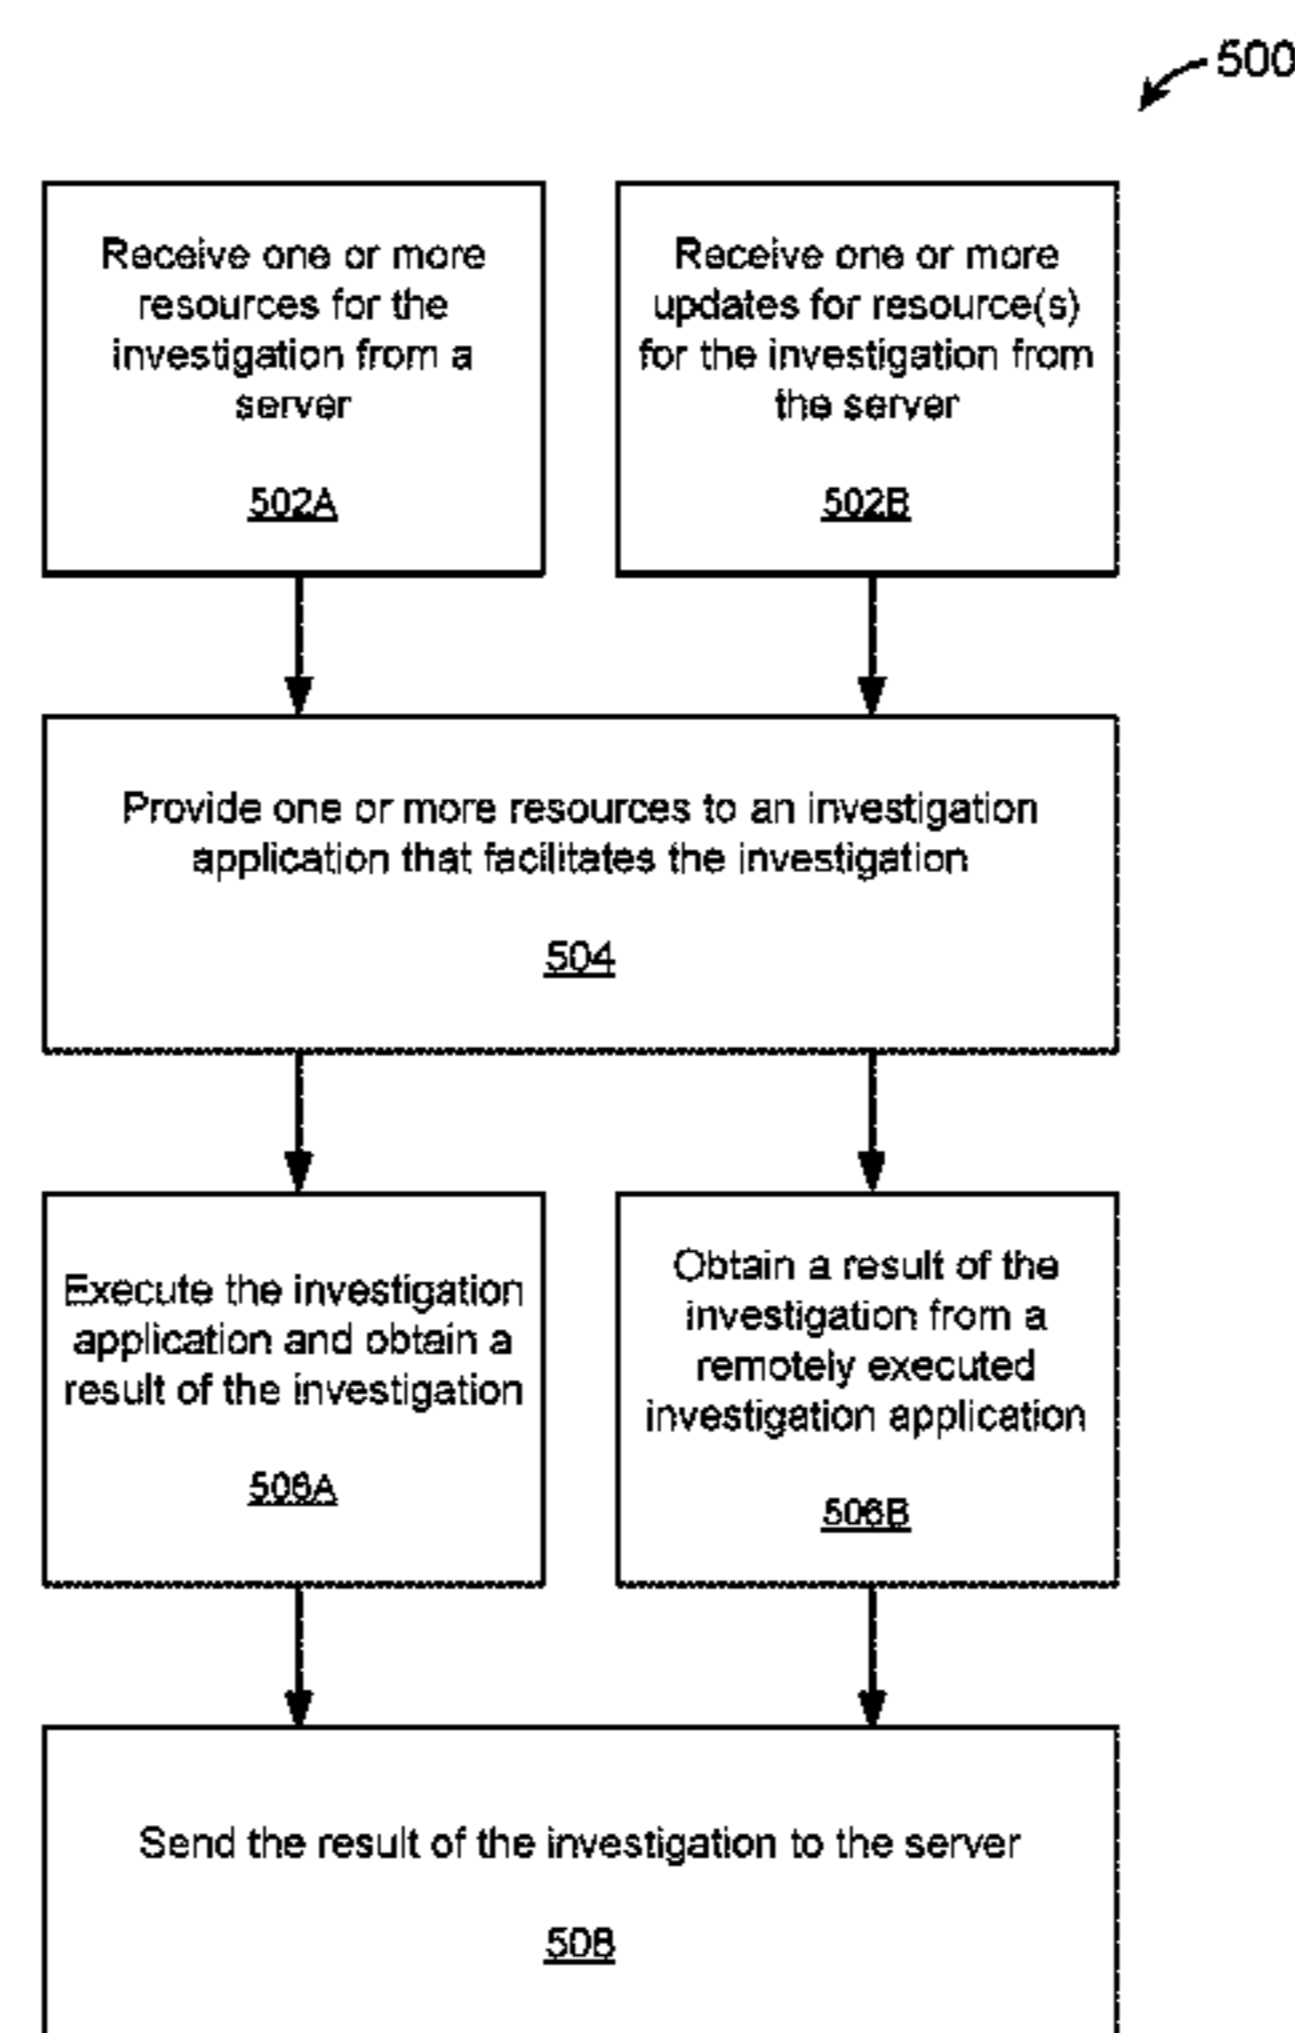 500
Receive one or more
resources for the
investigation from a
server
502A
Receive one or more
updates for resource(s)
for the investigation from
the server
502B
Provide one or more resources to an investigation
application that facilitates the investigation
504
Execute the investigation
application and obtain a
result of the investigation
506A
Obtain a result of the
investigation from a
remotely executed
investigation application
506B
Send the result of the investigation to the server
508